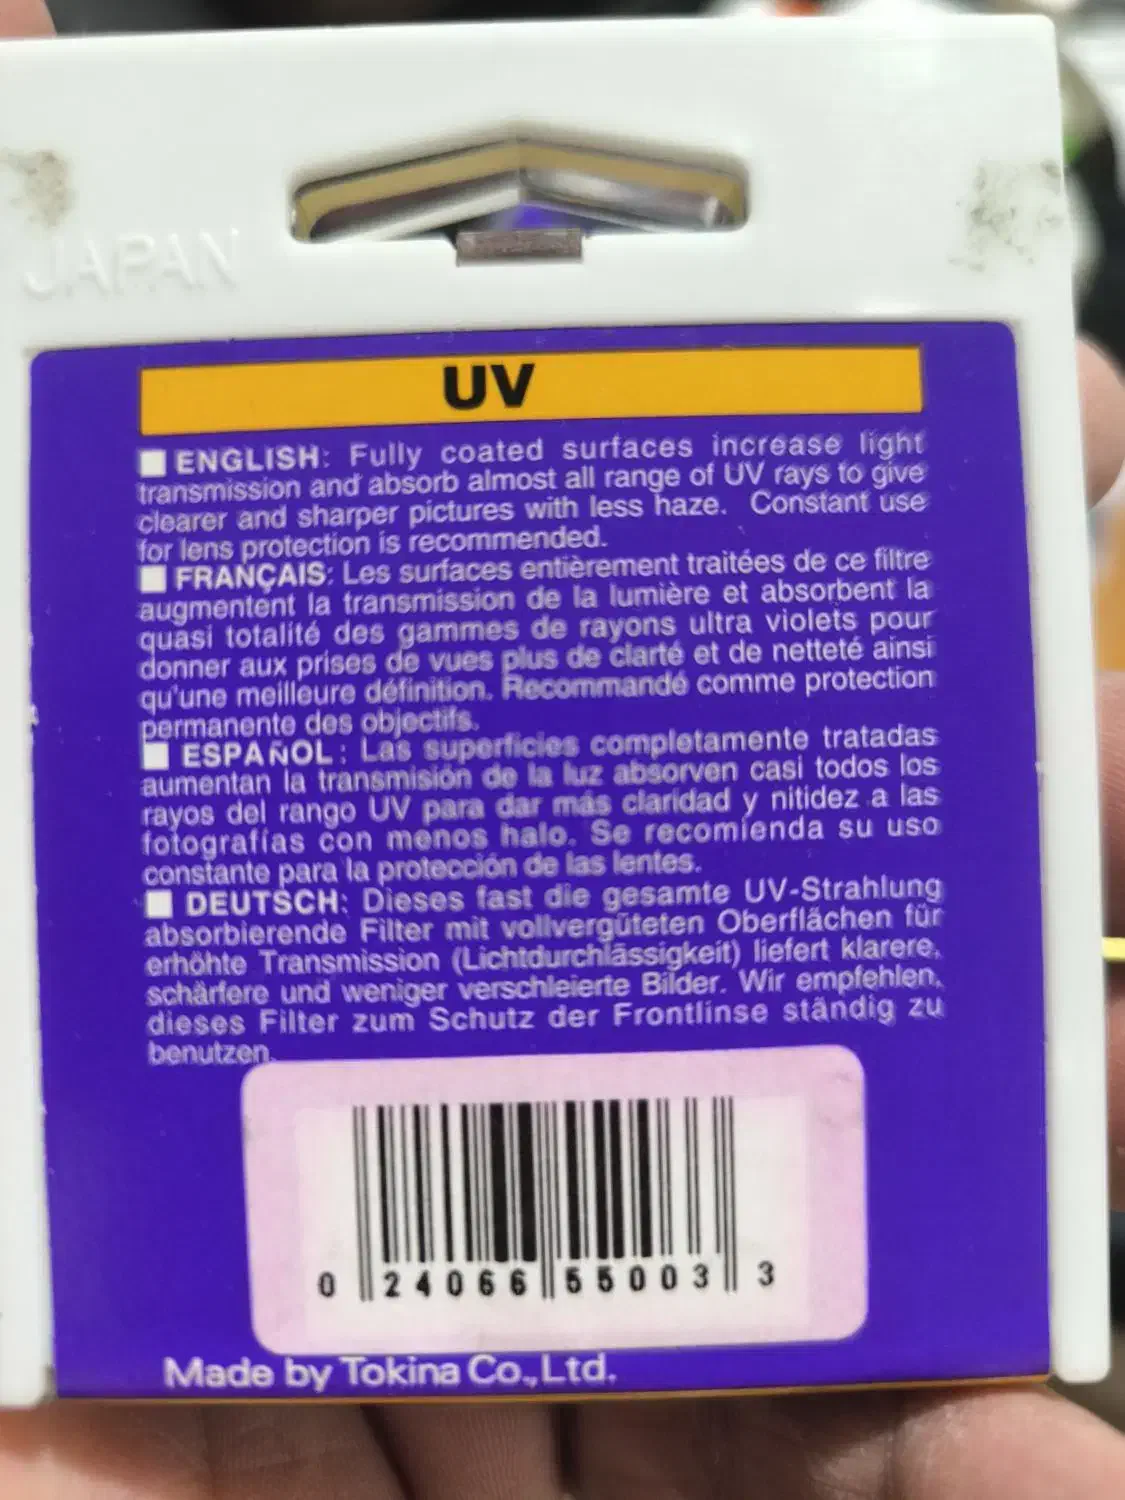 JAPAN
UV
ENGLISH: Fully coated surfaces increase light
transmission and absorb almost all range of UV rays to give
clearer and sharper pictures with less haze. Constant use
for lens protection is recommended.
FRANÇAIS: Les surfaces entièrement traitées de ce filtre
augmentent la transmission de la lumière et absorbent la
quasi totalité des gammes de rayons ultra violets pour
donner aux prises de vues plus de clarté et de netteté ainsi
qu'une meilleure définition. Recommandé comme protection
permanente des objectifs.
ESPAÑOL: Las superficies completamente tratadas
aumentan la transmisión de la luz absorven casi todos los
rayos del rango UV para dar más claridad y nitidez a las
fotografías con menos halo. Se recomienda su uso
constante para la protección de las lentes.
DEUTSCH: Dieses fast die gesamte UV-Strahlung
absorbierende Filter mit vollvergüteten Oberflächen für
erhöhte Transmission (Lichtdurchlässigkeit) liefert klarere,
schärfere und weniger verschleierte Bilder. Wir empfehlen,
dieses Filter zum Schutz der Frontlinse ständig zu
benutzen.
0 24066 55003 3
Made by Tokina Co., Ltd.